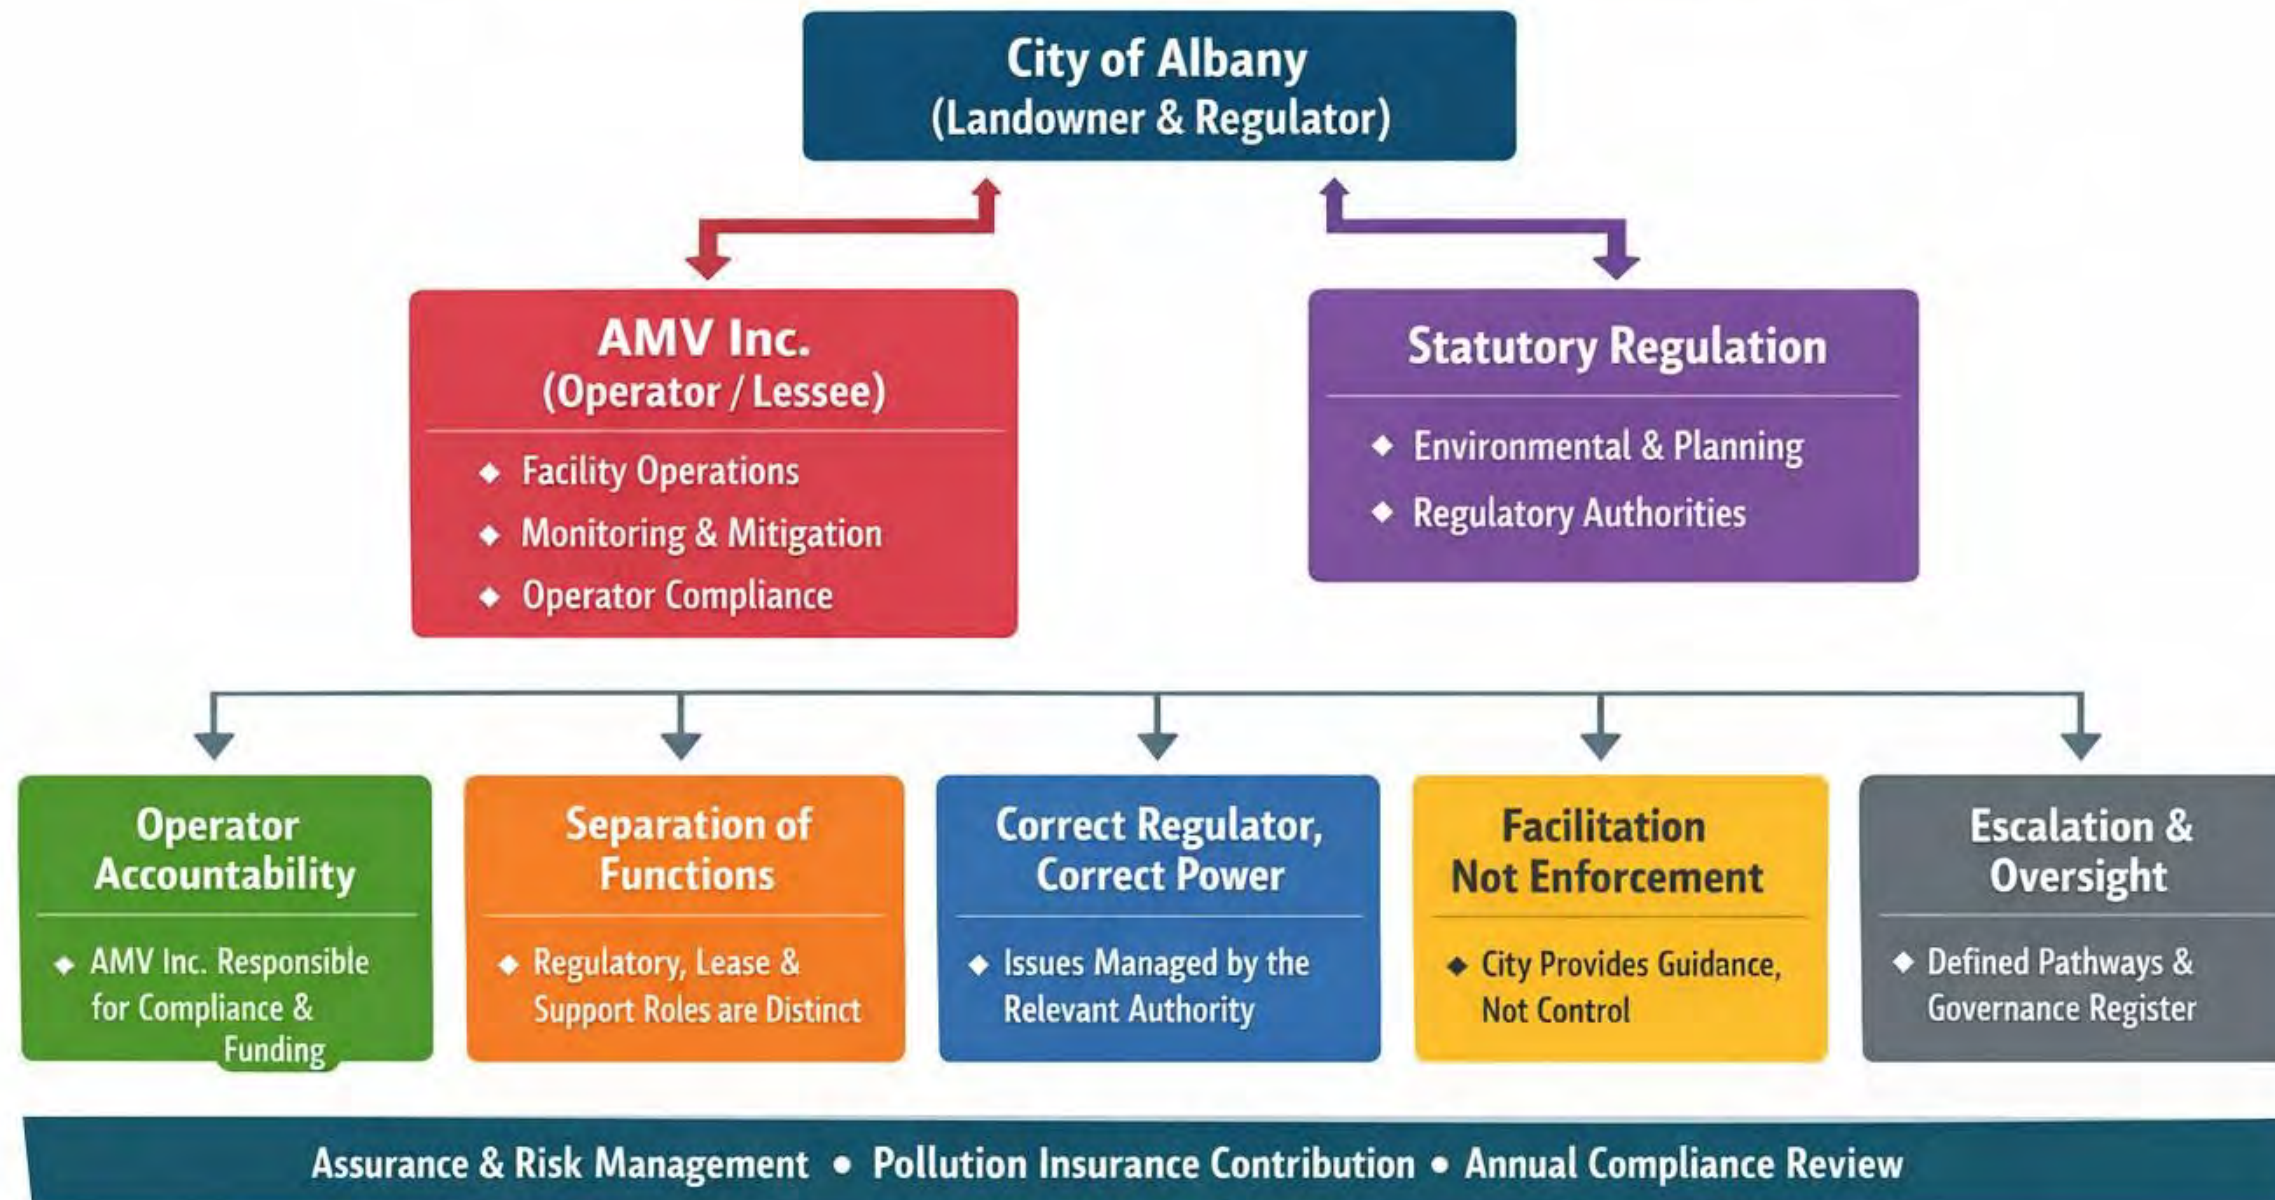 City of Albany
(Landowner & Regulator)
AMV Inc.
(Operator / Lessee)
◆ Facility Operations
◆ Monitoring & Mitigation
◆ Operator Compliance
Statutory Regulation
◆ Environmental & Planning
◆ Regulatory Authorities
Operator
Accountability
◆ AMV Inc. Responsible
for Compliance &
Funding
Separation of
Functions
◆ Regulatory, Lease &
Support Roles are Distinct
Correct Regulator,
Correct Power
◆ Issues Managed by the
Relevant Authority
Facilitation
Not Enforcement
◆ City Provides Guidance,
Not Control
Escalation &
Oversight
◆ Defined Pathways &
Governance Register
Assurance & Risk Management • Pollution Insurance Contribution • Annual Compliance Review